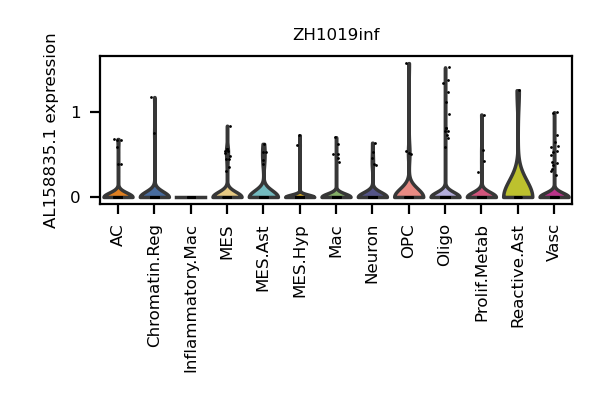 ZH1019inf
AL158835.1 expression
1
0
AC
Chromatin.Reg
Inflammatory.Mac
MES
MES.Ast
MES.Hyp
Mac
Neuron
OPC
Oligo
Prolif.Metab
Reactive.Ast
Vasc